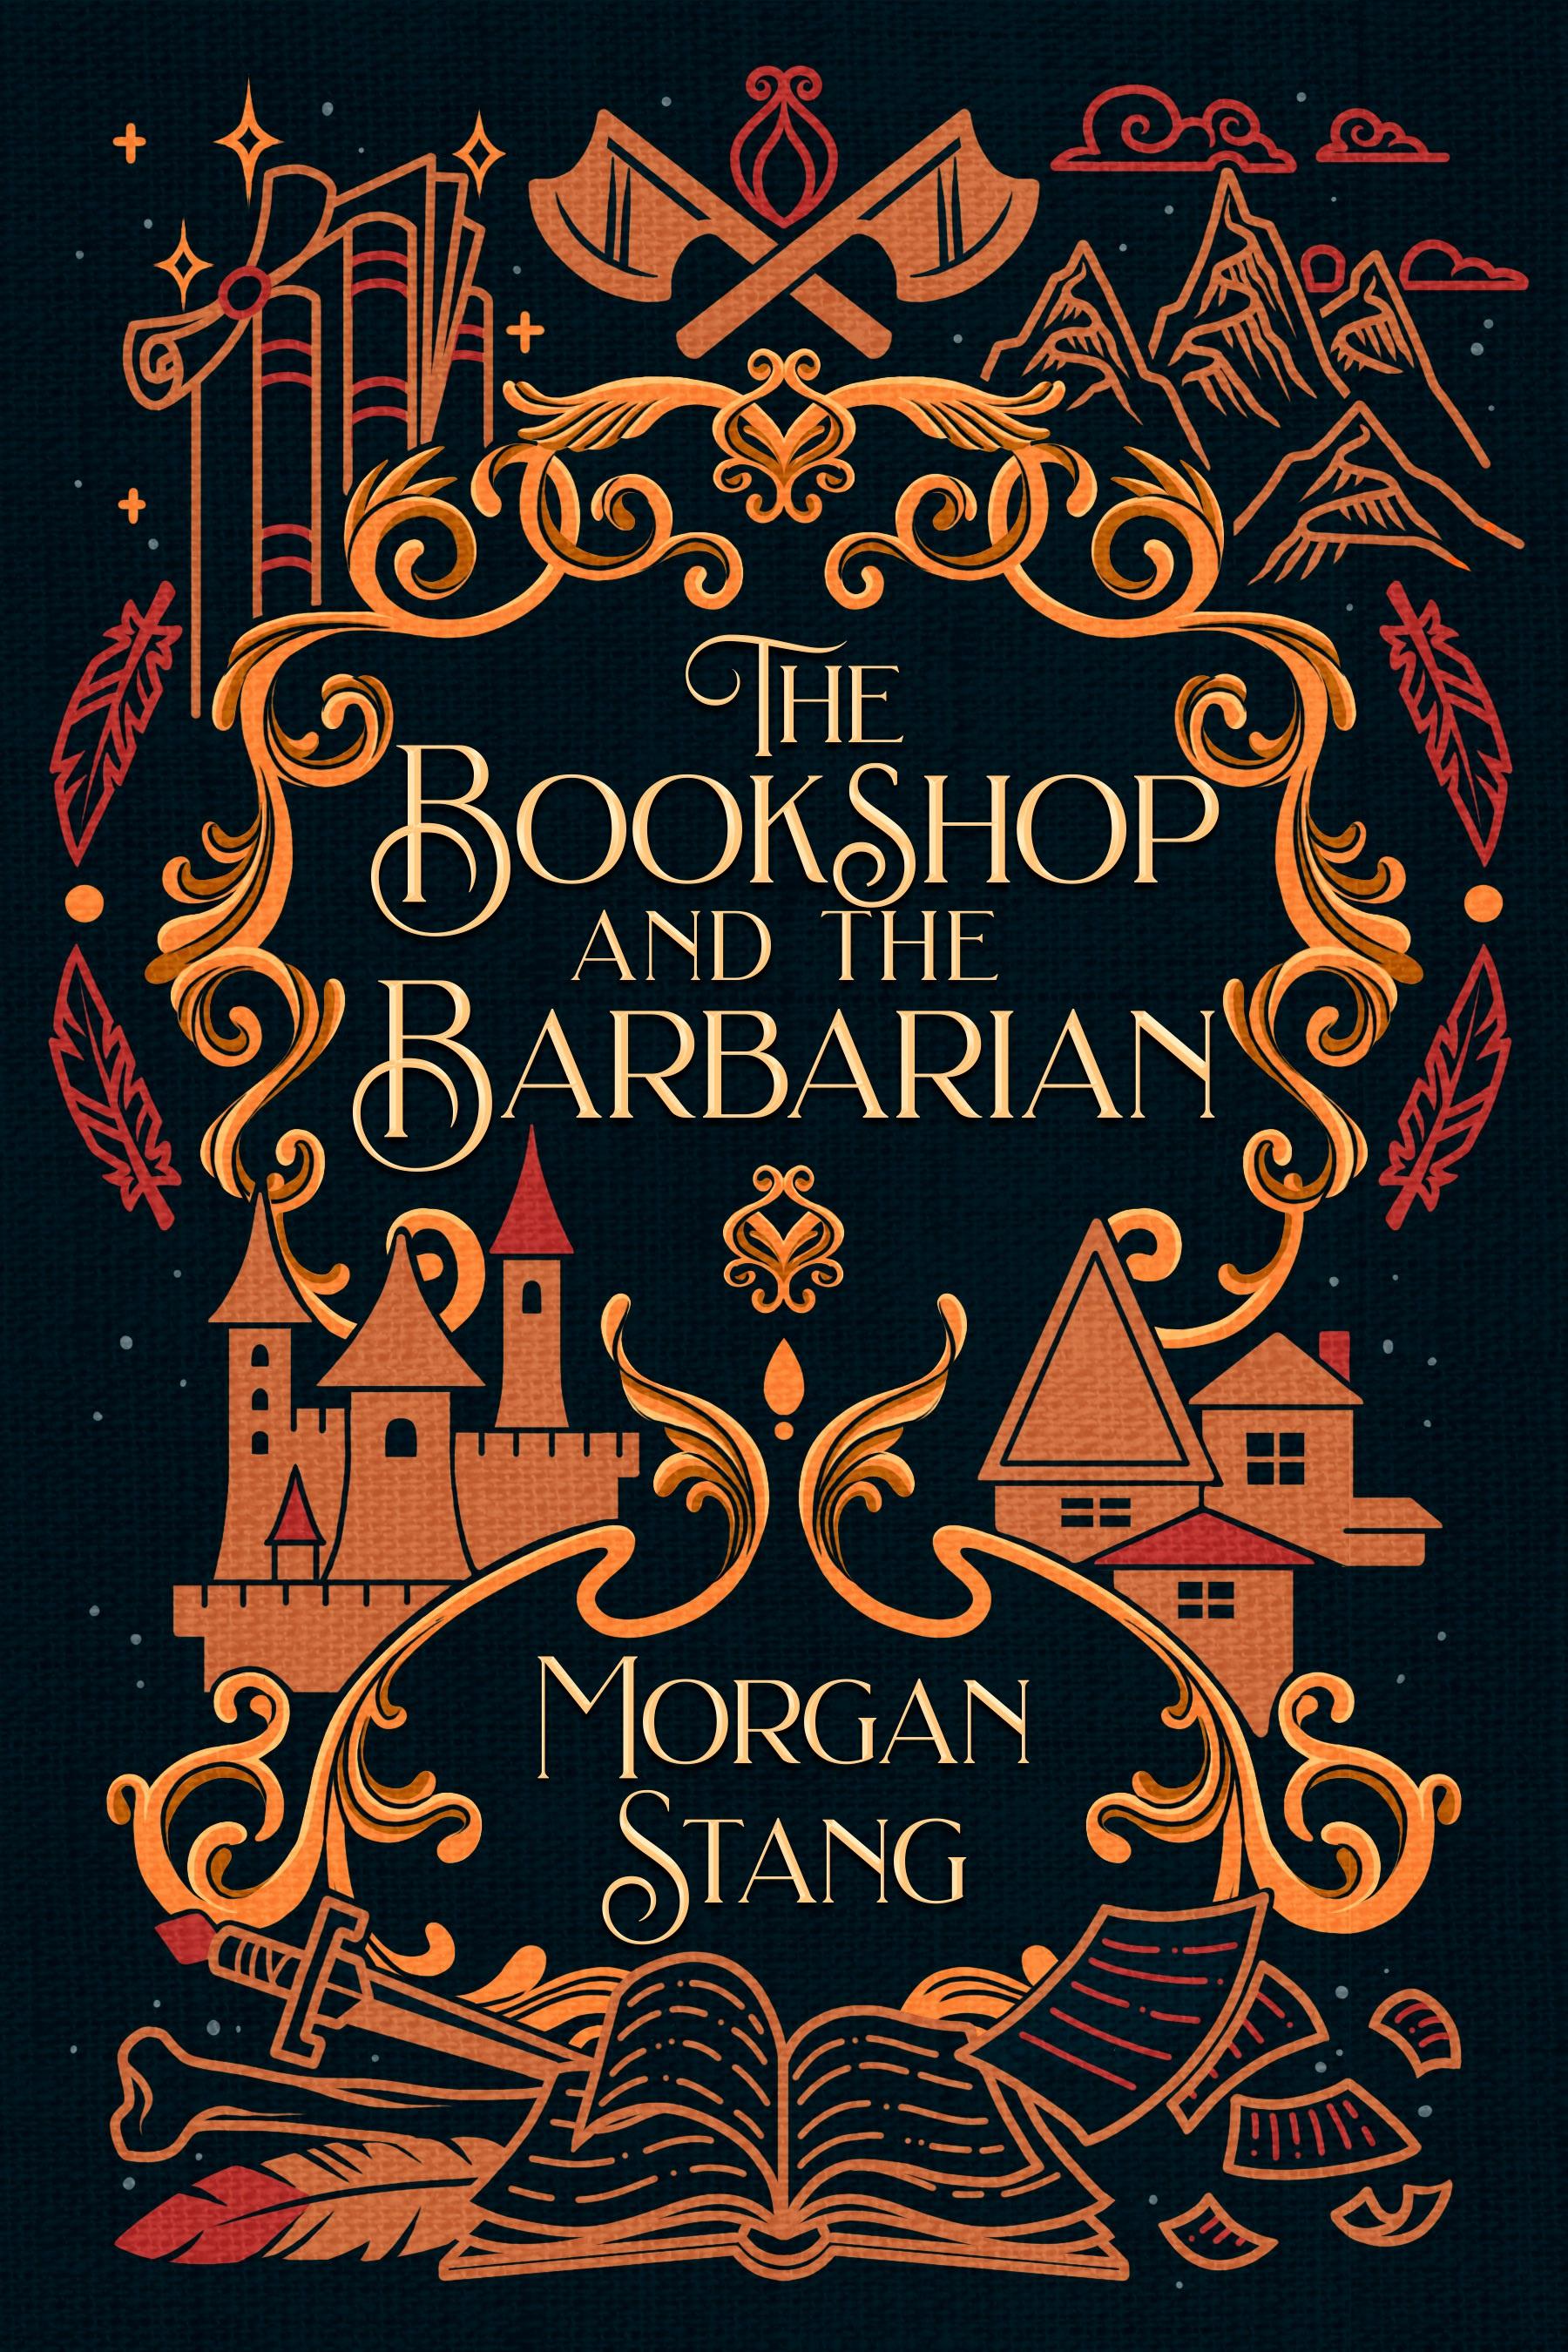 The
BookShop
and the
Barbarian
Morgan
Stang